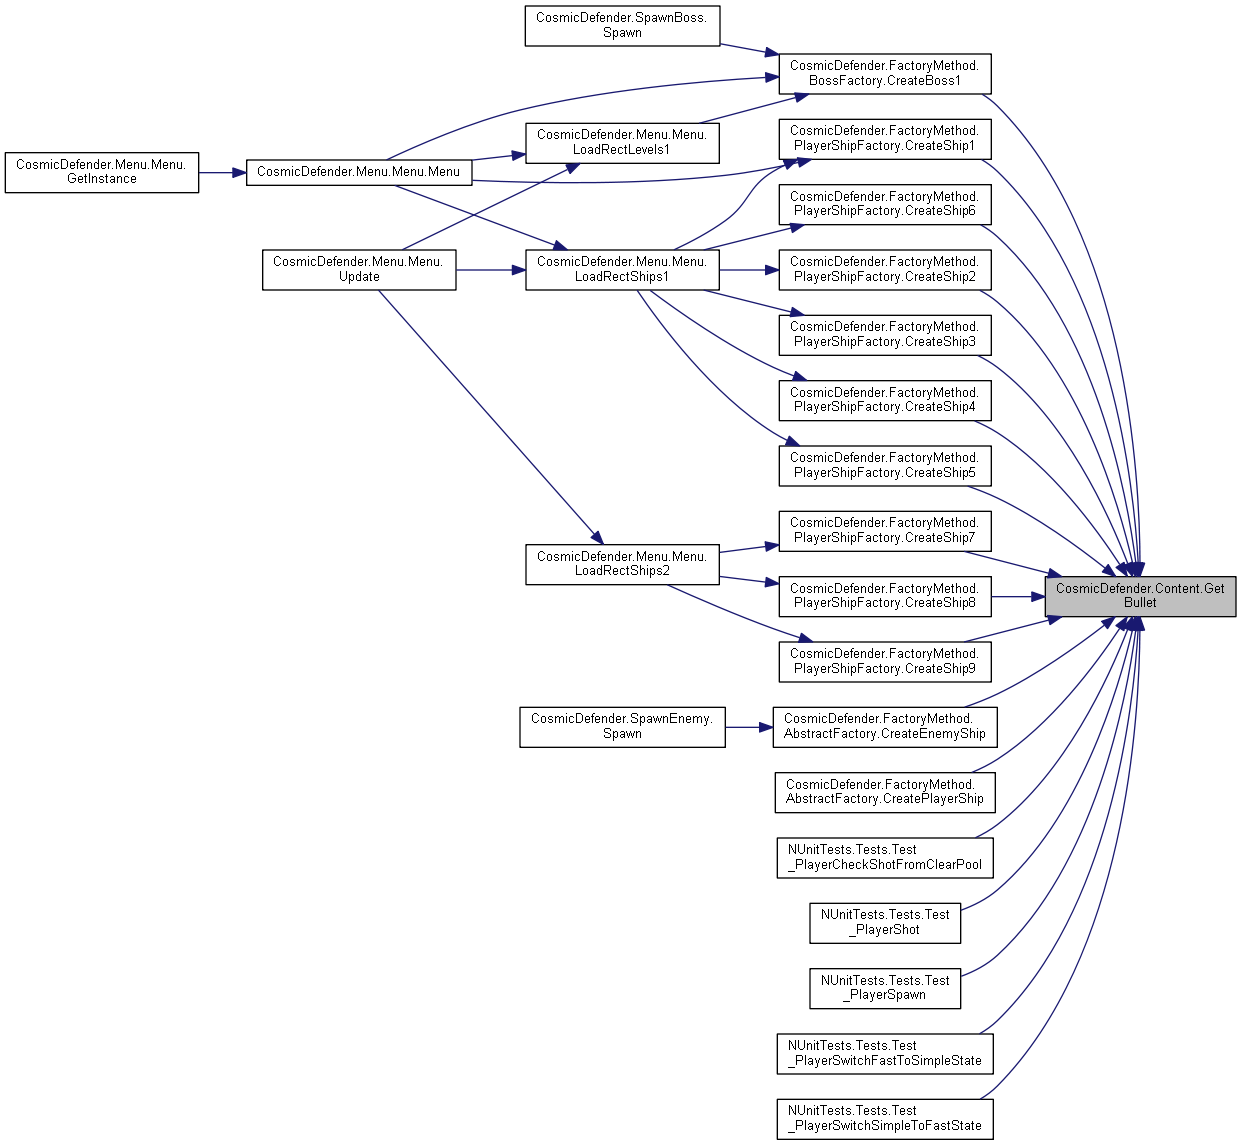 CosmicDefender.SpawnBoss.
Spawn
CosmicDefender.FactoryMethod.
BossFactory.CreateBoss1
CosmicDefender.Menu.Menu.
LoadRectLevels1
CosmicDefender.FactoryMethod.
PlayerShipFactory.CreateShip1
CosmicDefender.Menu.Menu.
GetInstance
CosmicDefender.Menu.Menu.Menu
CosmicDefender.FactoryMethod.
PlayerShipFactory.CreateShip6
CosmicDefender.Menu.Menu.
Update
CosmicDefender.Menu.Menu.
LoadRectShips1
CosmicDefender.FactoryMethod.
PlayerShipFactory.CreateShip2
CosmicDefender.FactoryMethod.
PlayerShipFactory.CreateShip3
CosmicDefender.FactoryMethod.
PlayerShipFactory.CreateShip4
CosmicDefender.FactoryMethod.
PlayerShipFactory.CreateShip5
CosmicDefender.FactoryMethod.
PlayerShipFactory.CreateShip7
CosmicDefender.Menu.Menu.
LoadRectShips2
CosmicDefender.FactoryMethod.
PlayerShipFactory.CreateShip8
CosmicDefender.Content.Get
Bullet
CosmicDefender.FactoryMethod.
PlayerShipFactory.CreateShip9
CosmicDefender.SpawnEnemy.
Spawn
CosmicDefender.FactoryMethod.
AbstractFactory.CreateEnemyShip
CosmicDefender.FactoryMethod.
AbstractFactory.CreatePlayerShip
NUnitTests.Tests.Test
_PlayerCheckShotFromClearPool
NUnitTests.Tests.Test
_PlayerShot
NUnitTests.Tests.Test
_PlayerSpawn
NUnitTests.Tests.Test
_PlayerSwitchFastToSimpleState
NUnitTests.Tests.Test
_PlayerSwitchSimpleToFastState